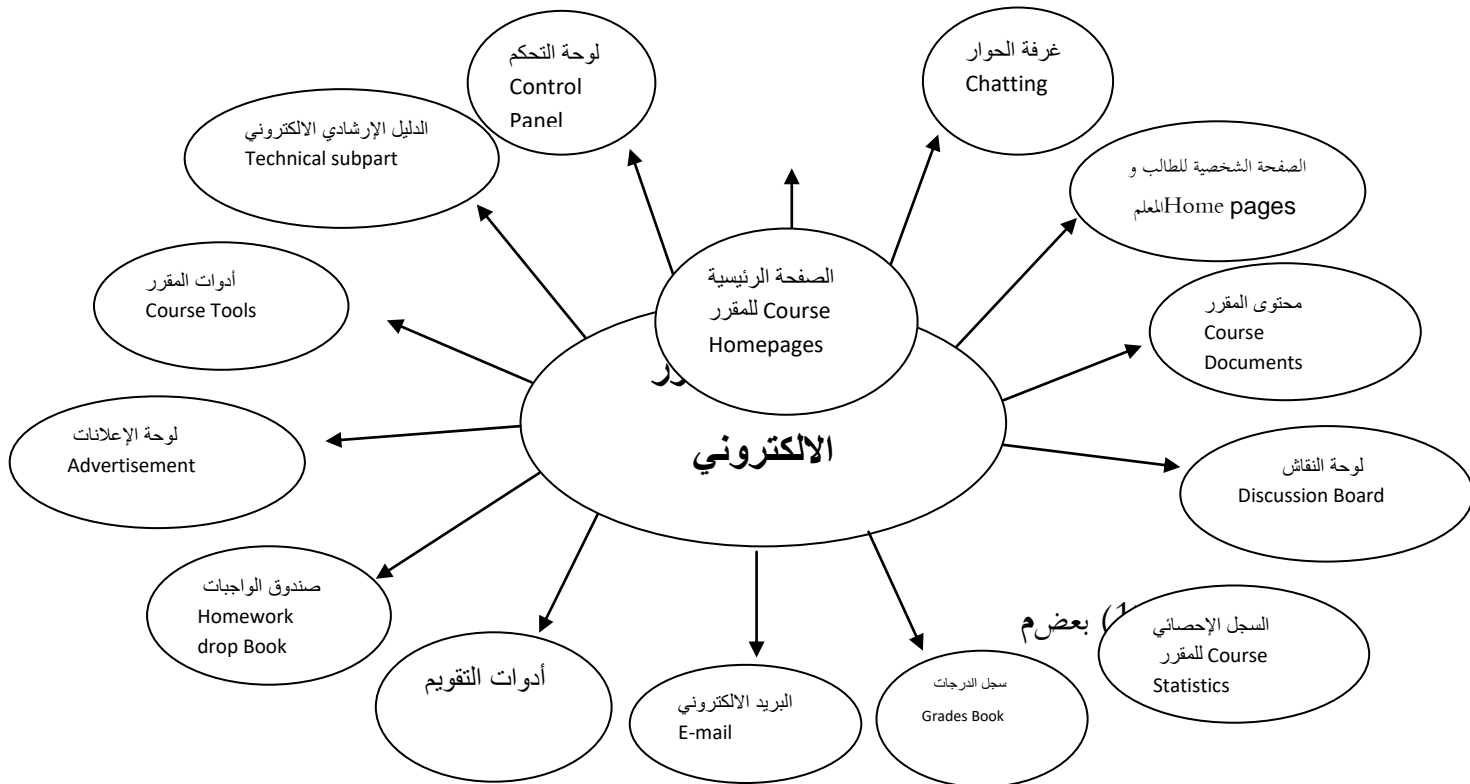 لوحة التحكم
Control
Panel
غرفة الحوار
Chatting
الدليل الإرشادي الالكتروني
Technical subpart
الصفحة الشخصية للطالب و
المعلم Home pages
أدوات المقرر
Course Tools
الصفحة الرئيسية
للمقرر Course
Homepages
محتوى المقرر
Course
Documents
الالكتروني
لوحة الإعلانات
Advertisement
لوحة النقاش
Discussion Board
صندوق الواجبات
Homework
drop Book
أدوات التقويم
البريد الالكتروني
E-mail
سجل الدرجات
Grades Book
بعض
السجل الإحصائي
للمقرر Course
Statistics